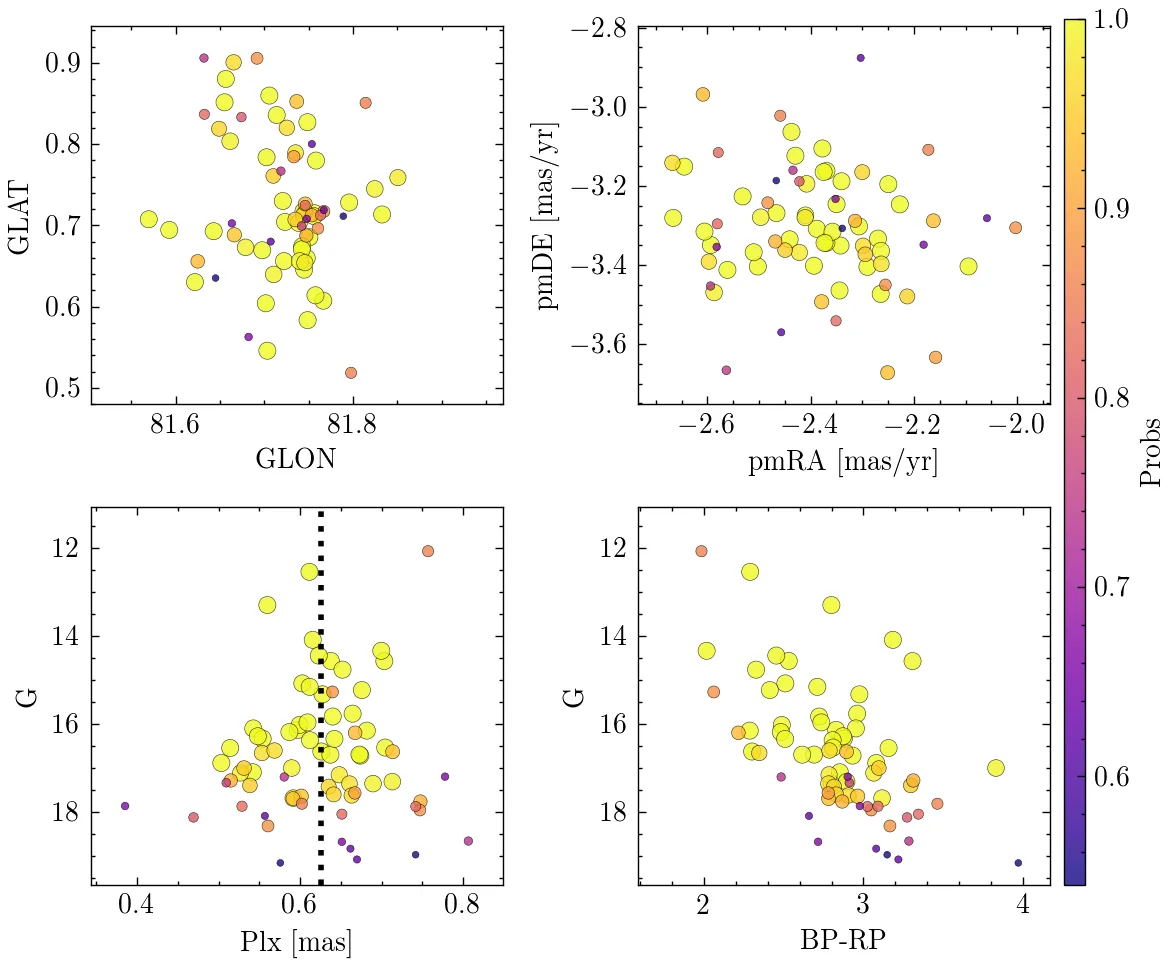 0.9
0.8
0.7
0.6
0.5
GLAT
81.6 81.8
GLON
−2.8
−3.0
−3.2
−3.4
−3.6
pmDE [mas/yr]
−2.6 −2.4 −2.2 −2.0
pmRA [mas/yr]
12
14
16
18
G
0.4 0.6 0.8
Plx [mas]
12
14
16
18
G
2 3 4
BP-RP
1.0
0.9
0.8
0.7
0.6
Probs